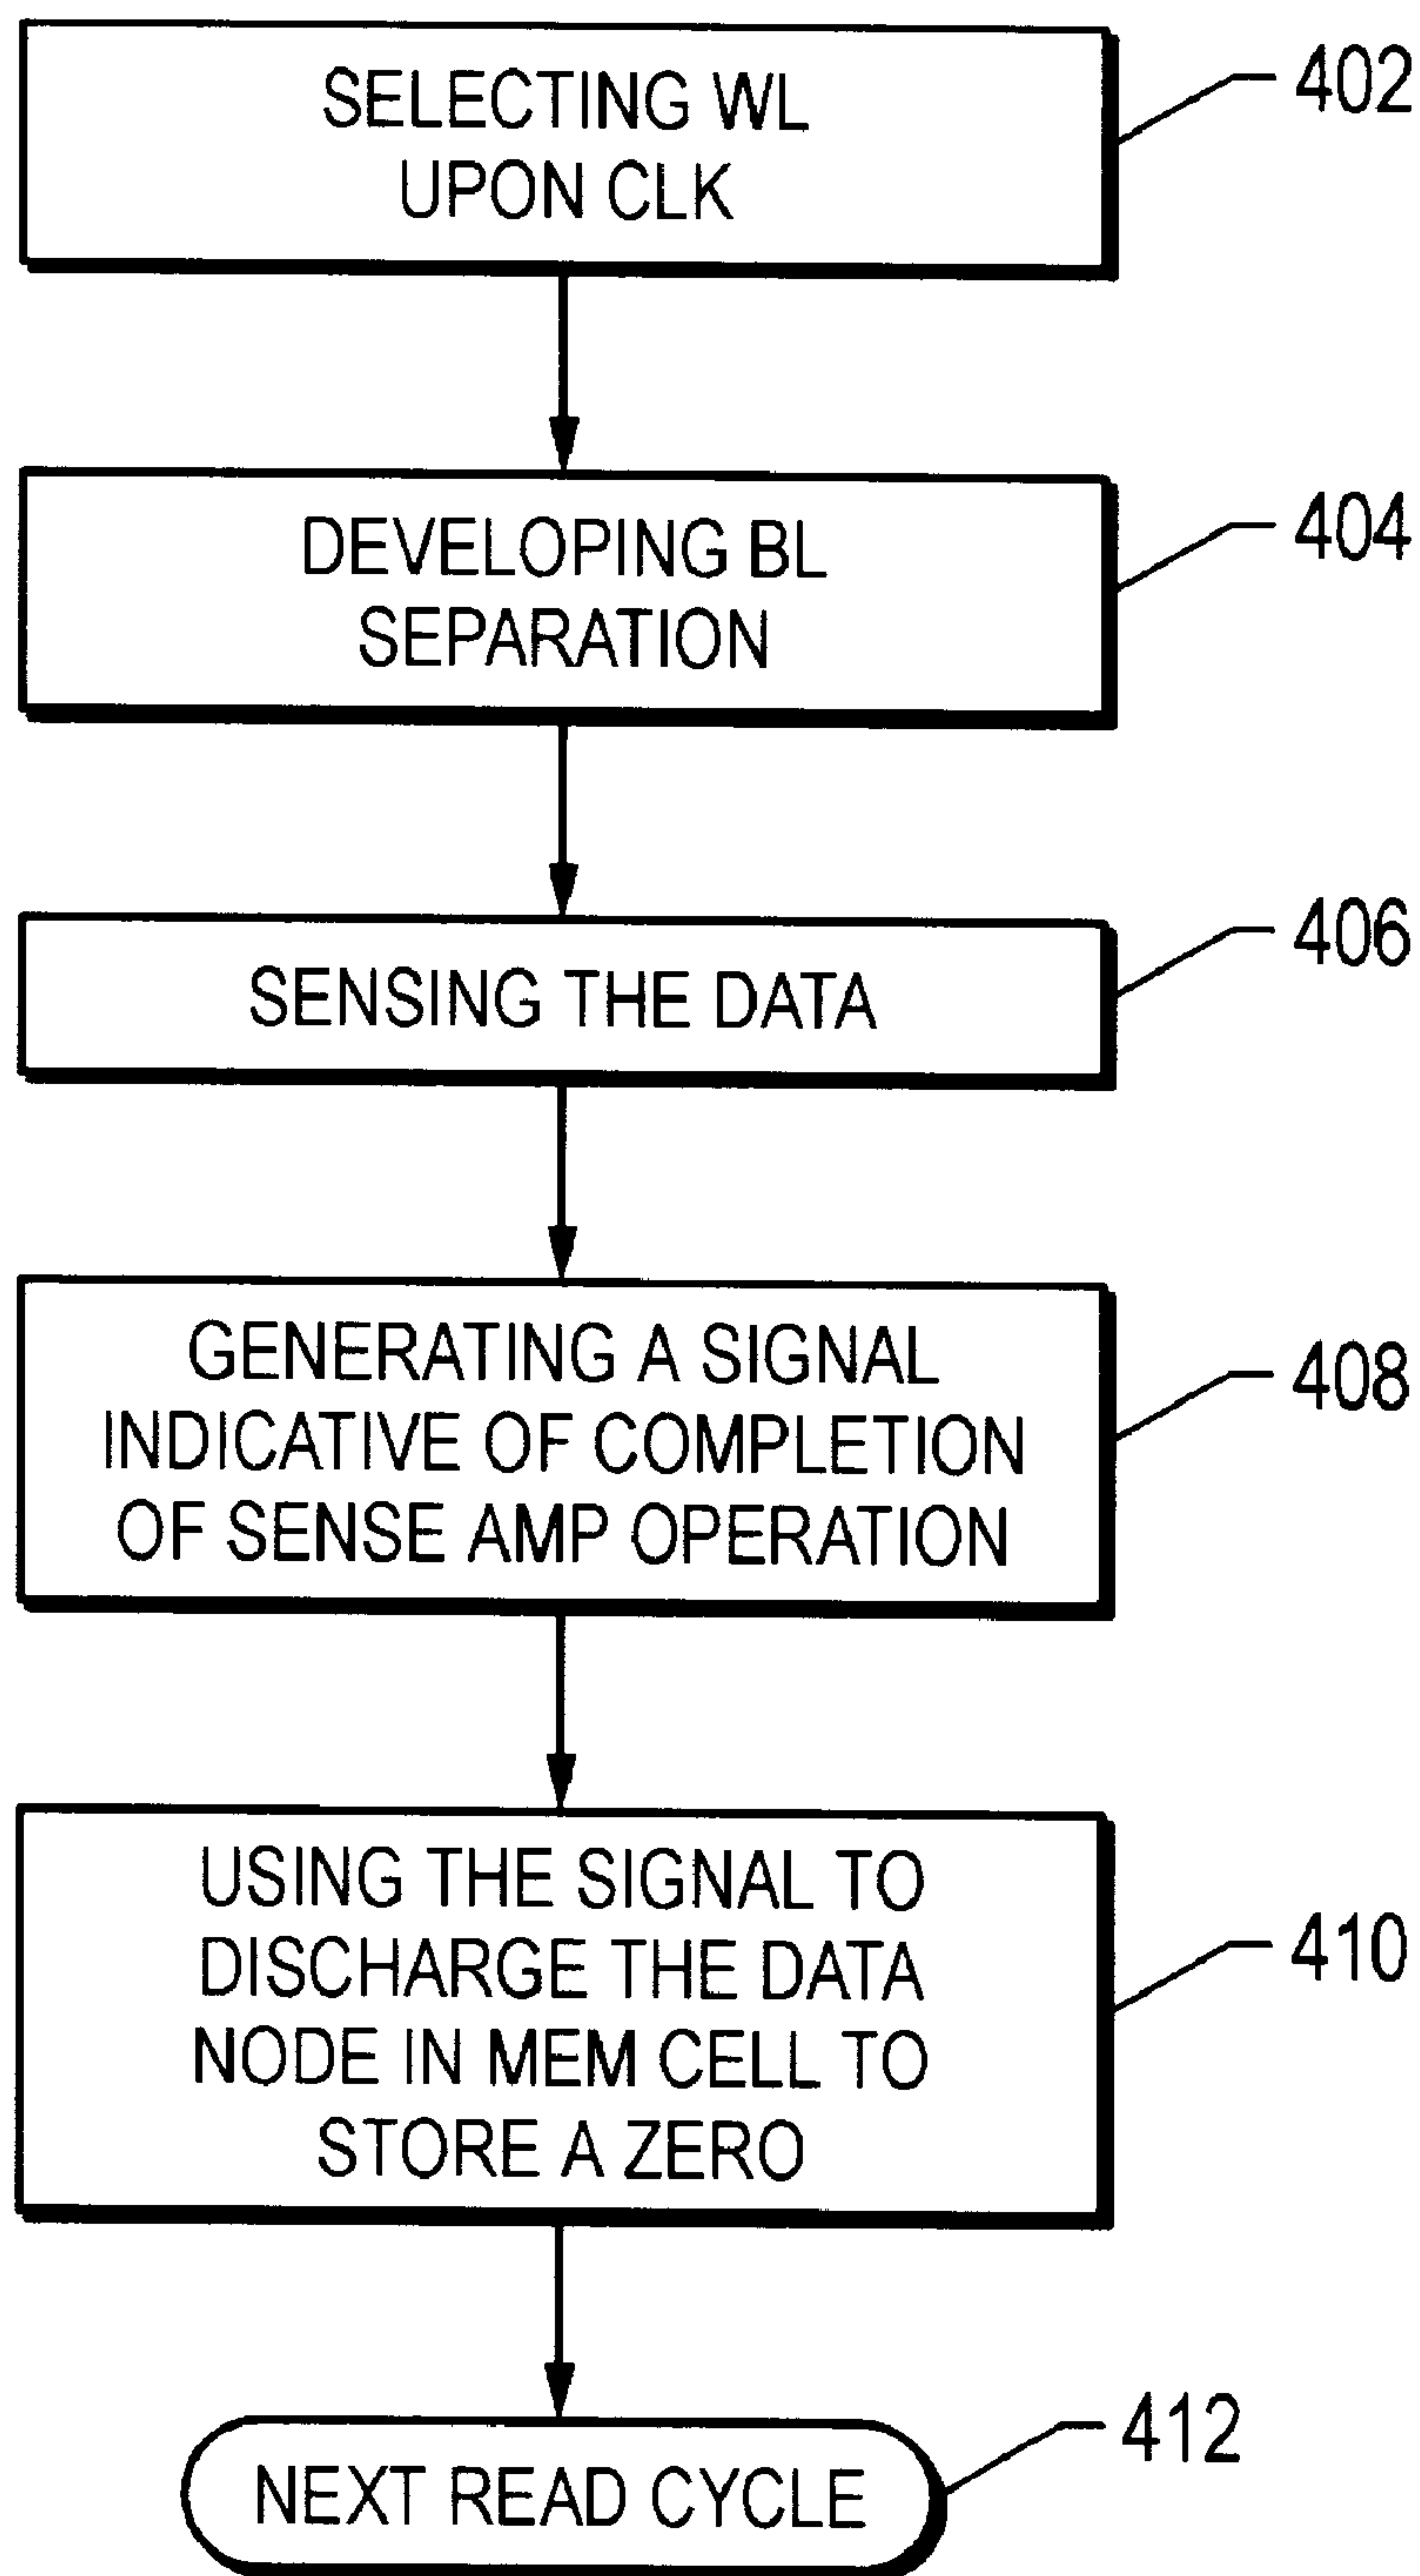 SELECTING WL
UPON CLK
402
DEVELOPING BL
SEPARATION
404
SENSING THE DATA
406
GENERATING A SIGNAL
INDICATIVE OF COMPLETION
OF SENSE AMP OPERATION
408
USING THE SIGNAL TO
DISCHARGE THE DATA
NODE IN MEM CELL TO
STORE A ZERO
410
NEXT READ CYCLE
412